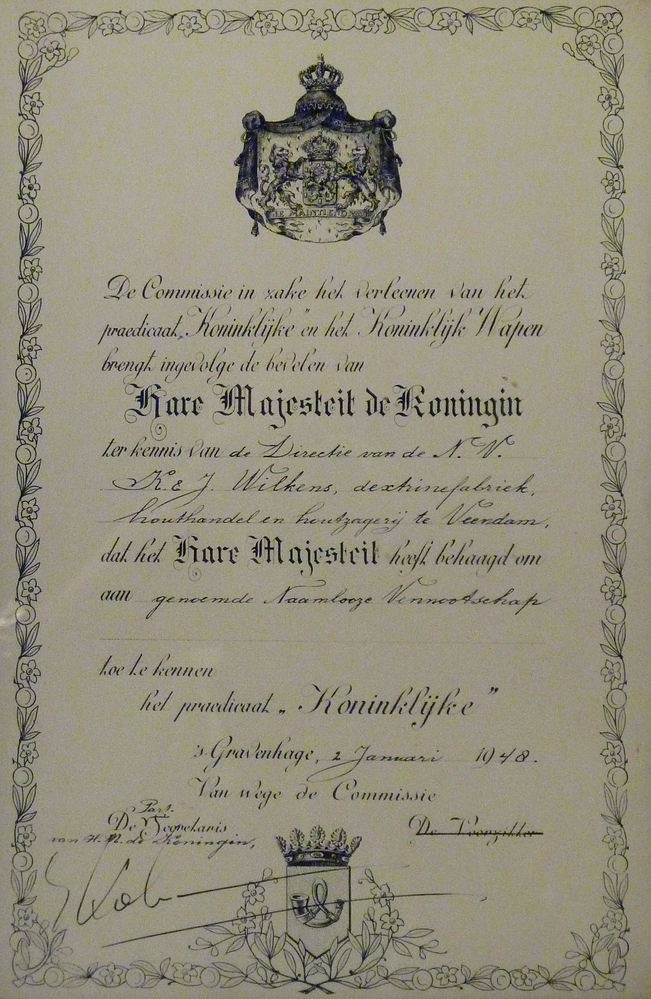 JE MAINTIENDRAI
De Commissie in zake het verleenen van het
praedicaat „Koninklijke" en het Koninklijk Wapen
brengt ingevolge de bevelen van
Hare Majesteit de Koningin
ter kennis van de Directie van de N. V.
K. & J. Wilkens, dextrinefabriek,
houthandel en houtzagerij te Veendam,
dat het Hare Majesteit heeft behaagd om
aan genoemde Naamlooze Vennootschap
toe te kennen
het praedicaat „Koninklijke"
's Gravenhage, 2 Januari 1948.
Van wege de Commissie
Part.
De Secretaris De Voorzitter
van H. M. de Koningin,